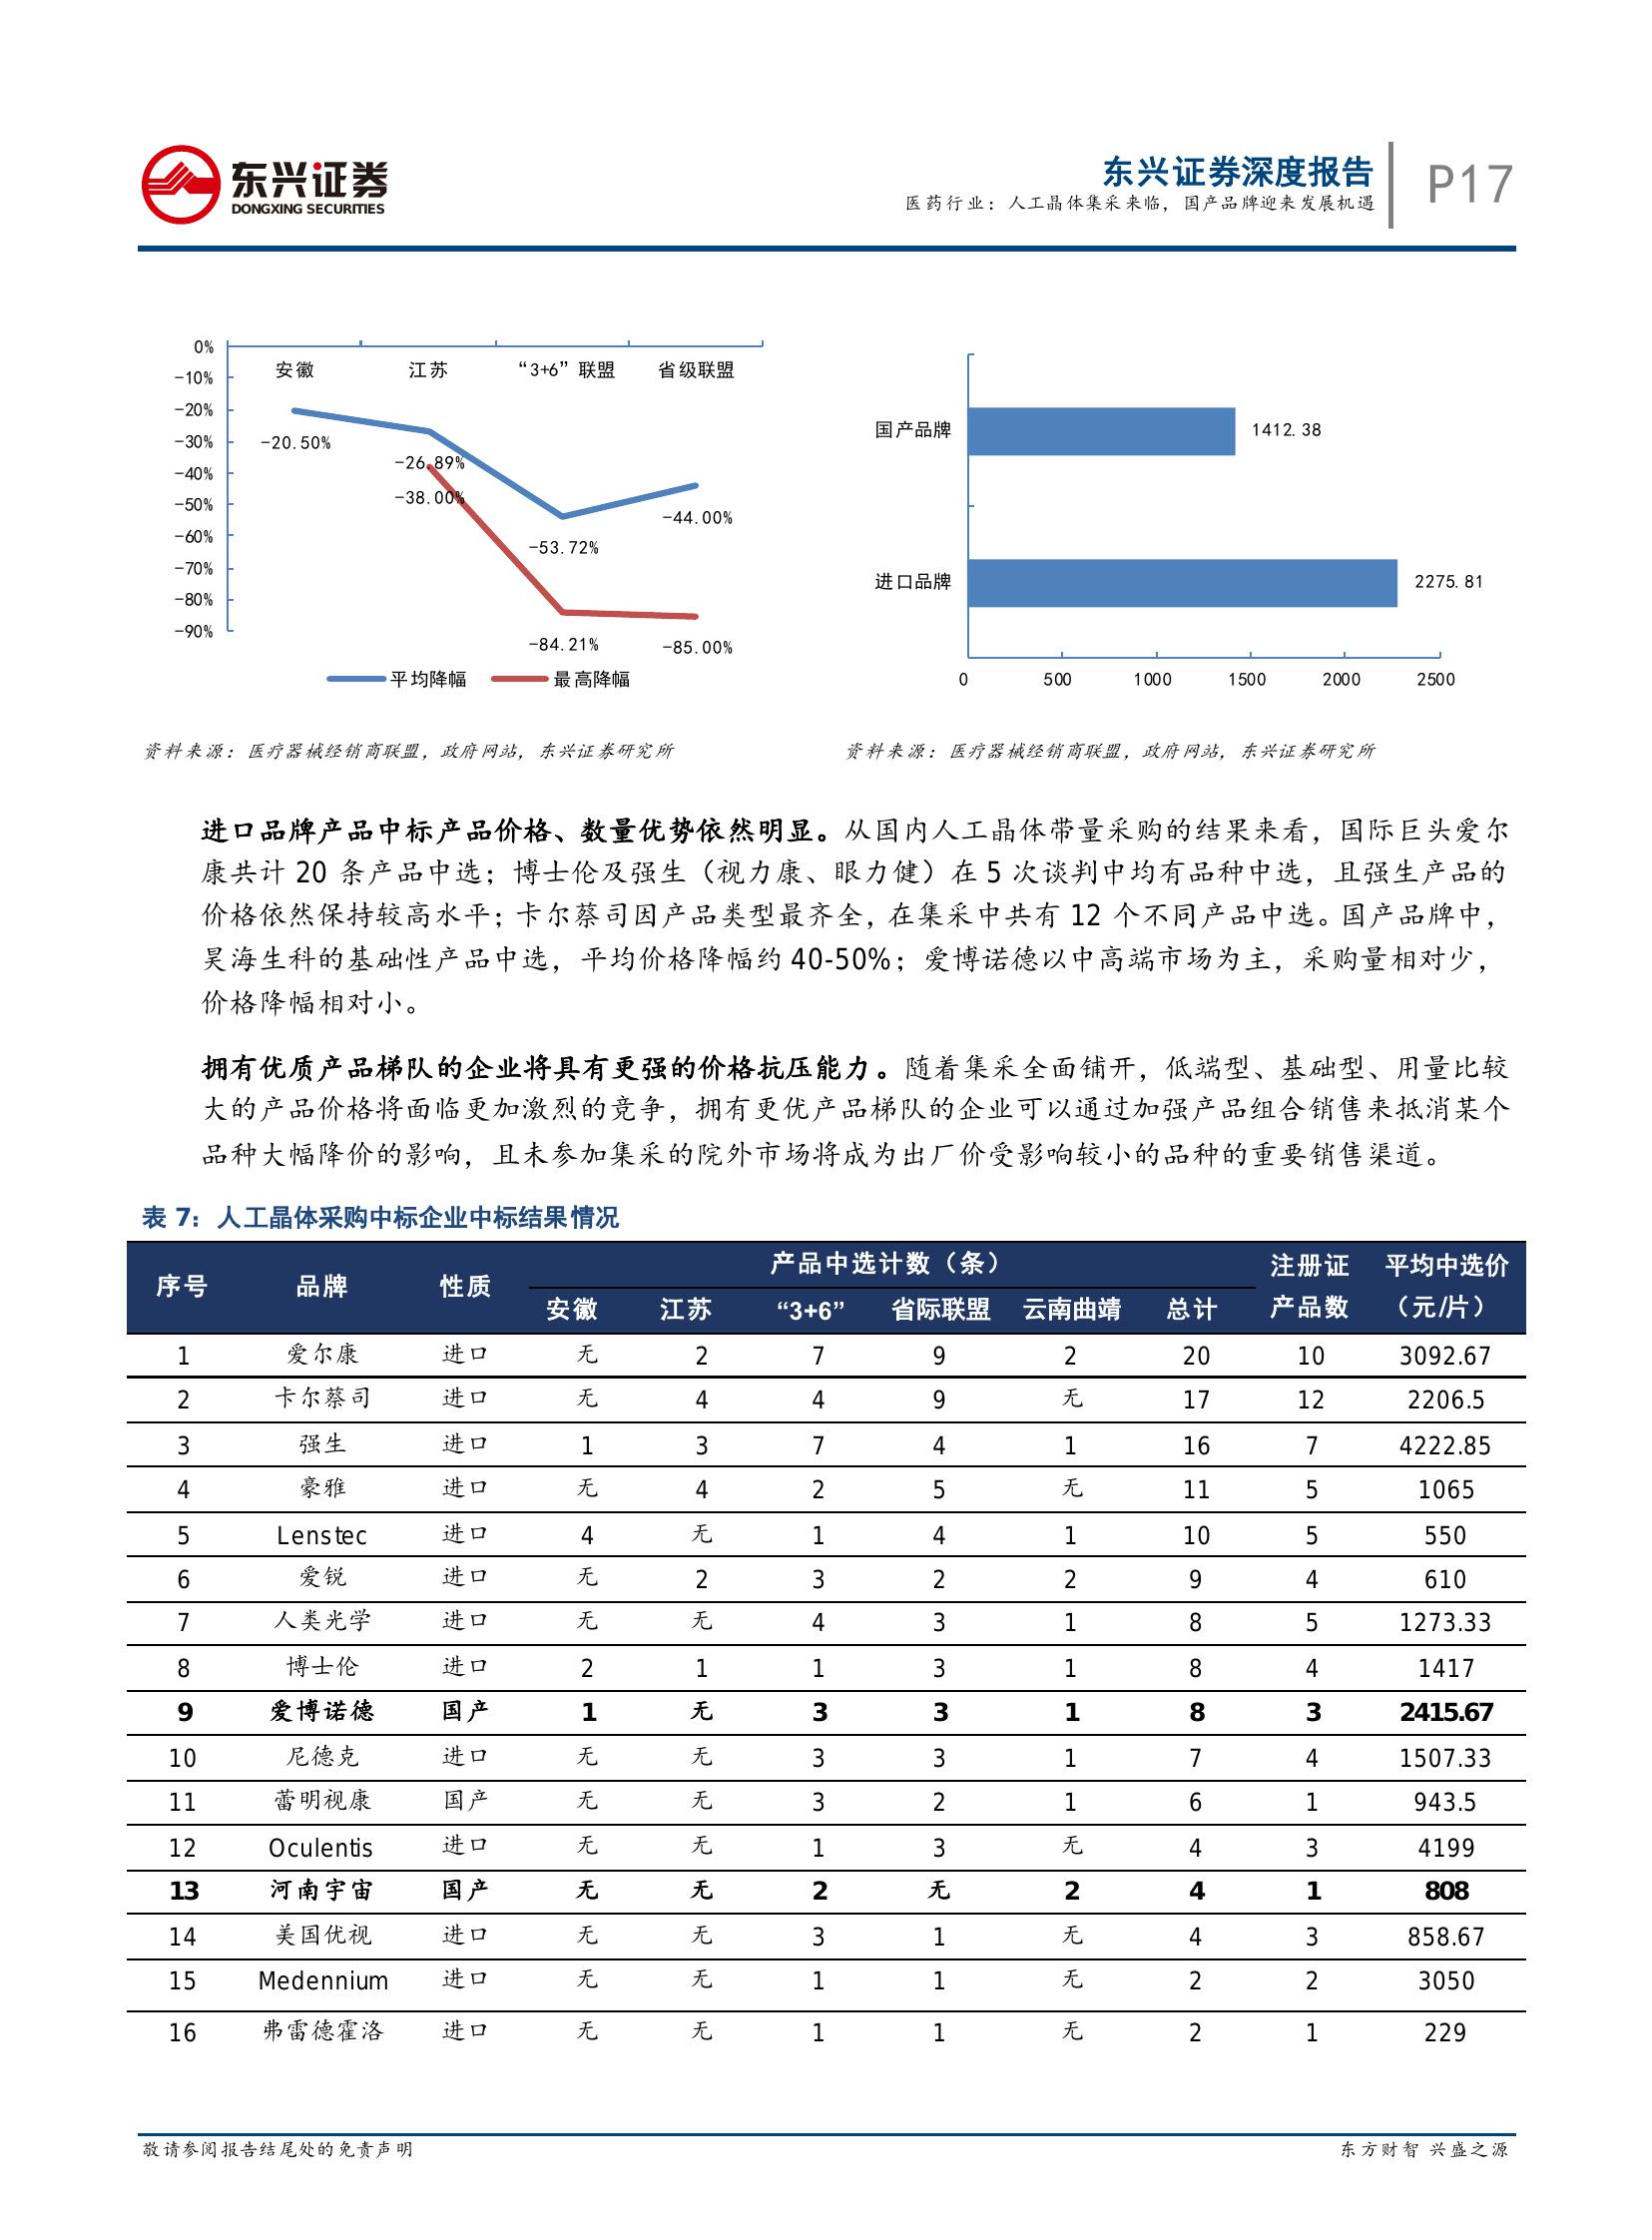 东兴证券
DONGXING SECURITIES
东兴证券深度报告
医药行业：人工晶体集采来临，国产品牌迎来发展机遇
P17
0%
-10%
-20%
-30%
-40%
-50%
-60%
-70%
-80%
-90%
安徽 江苏 “3+6”联盟 省级联盟
-20.50%
-26.89%
-38.00%
-44.00%
-53.72%
-84.21%
-85.00%
平均降幅 最高降幅
国产品牌 1412.38
进口品牌 2275.81
0 500 1000 1500 2000 2500
资料来源：医疗器械经销商联盟，政府网站，东兴证券研究所
资料来源：医疗器械经销商联盟，政府网站，东兴证券研究所
进口品牌产品中标产品价格、数量优势依然明显。从国内人工晶体带量采购的结果来看，国际巨头爱尔
康共计 20 条产品中选；博士伦及强生（视力康、眼力健）在 5 次谈判中均有品种中选，且强生产品的
价格依然保持较高水平；卡尔蔡司因产品类型最齐全，在集采中共有 12 个不同产品中选。国产品牌中，
昊海生科的基础性产品中选，平均价格降幅约 40-50%；爱博诺德以中高端市场为主，采购量相对少，
价格降幅相对小。
拥有优质产品梯队的企业将具有更强的价格抗压能力。随着集采全面铺开，低端型、基础型、用量比较
大的产品价格将面临更加激烈的竞争，拥有更优产品梯队的企业可以通过加强产品组合销售来抵消某个
品种大幅降价的影响，且未参加集采的院外市场将成为出厂价受影响较小的品种的重要销售渠道。
表 7：人工晶体采购中标企业中标结果情况
序号 品牌 性质 产品中选计数（条） 注册证产品数 平均中选价（元/片）
安徽 江苏 “3+6” 省际联盟 云南曲靖 总计
1 爱尔康 进口 无 2 7 9 2 20 10 3092.67
2 卡尔蔡司 进口 无 4 4 9 无 17 12 2206.5
3 强生 进口 1 3 7 4 1 16 7 4222.85
4 豪雅 进口 无 4 2 5 无 11 5 1065
5 Lenstec 进口 4 无 1 4 1 10 5 550
6 爱锐 进口 无 2 3 2 2 9 4 610
7 人类光学 进口 无 无 4 3 1 8 5 1273.33
8 博士伦 进口 2 1 1 3 1 8 4 1417
9 爱博诺德 国产 1 无 3 3 1 8 3 2415.67
10 尼德克 进口 无 无 3 3 1 7 4 1507.33
11 蕾明视康 国产 无 无 3 2 1 6 1 943.5
12 Oculentis 进口 无 无 1 3 无 4 3 4199
13 河南宇宙 国产 无 无 2 无 2 4 1 808
14 美国优视 进口 无 无 3 1 无 4 3 858.67
15 Medennium 进口 无 无 1 1 无 2 2 3050
16 弗雷德霍洛 进口 无 无 1 1 无 2 1 229
敬请参阅报告结尾处的免责声明
东方财智 兴盛之源